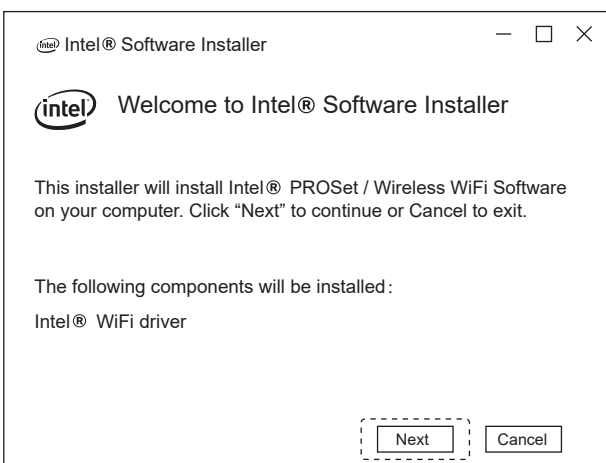 intel Intel® Software Installer
intel Welcome to Intel® Software Installer
This installer will install Intel® PROSet / Wireless WiFi Software
on your computer. Click “Next” to continue or Cancel to exit.
The following components will be installed:
Intel® WiFi driver
Next Cancel